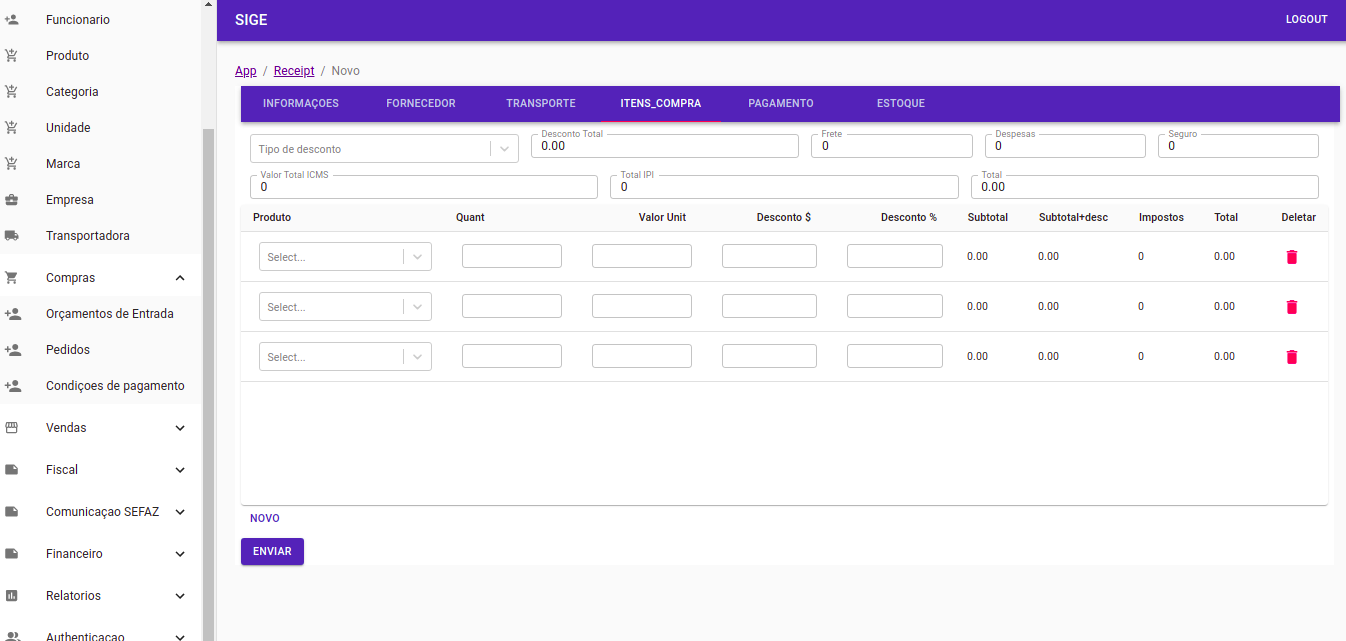 SIGE
LOGOUT
Funcionario
Produto
Categoria
Unidade
Marca
Empresa
Transportadora
Compras
Orçamentos de Entrada
Pedidos
Condiçoes de pagamento
Vendas
Fiscal
Comunicaçao SEFAZ
Financeiro
Relatorios
Authenticacao
App / Receipt / Novo
INFORMAÇOES FORNECEDOR TRANSPORTE ITENS_COMPRA PAGAMENTO ESTOQUE
Tipo de desconto
Desconto Total
0.00
Frete
0
Despesas
0
Seguro
0
Valor Total ICMS
0
Total IPI
0
Total
0.00
Produto Quant Valor Unit Desconto $ Desconto % Subtotal Subtotal+desc Impostos Total Deletar
Select... 0.00 0.00 0 0.00
Select... 0.00 0.00 0 0.00
Select... 0.00 0.00 0 0.00
NOVO
ENVIAR